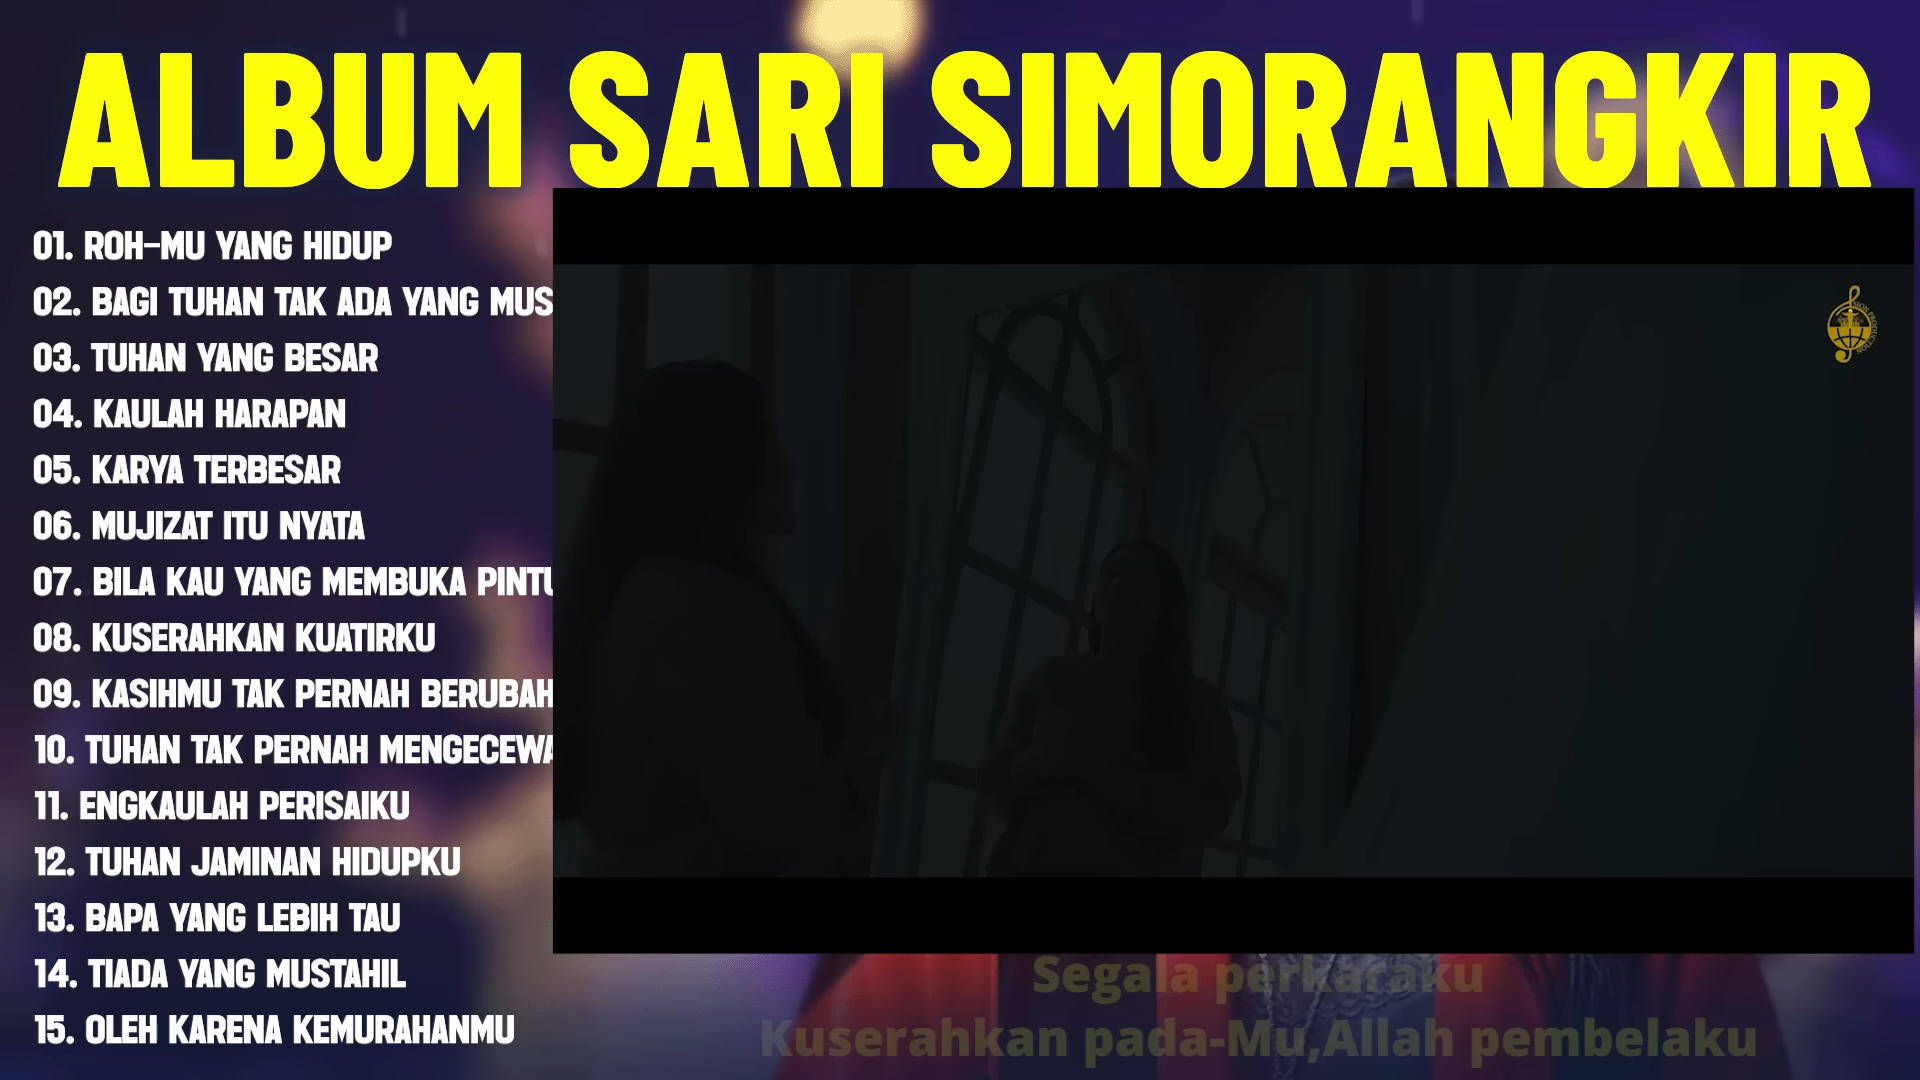 ALBUM SARI SIMORANGKIR
01. ROH-MU YANG HIDUP
02. BAGI TUHAN TAK ADA YANG MUS
03. TUHAN YANG BESAR
04. KAULAH HARAPAN
05. KARYA TERBESAR
06. MUJIZAT ITU NYATA
07. BILA KAU YANG MEMBUKA PINTU
08. KUSERAHKAN KUATIRKU
09. KASIHMU TAK PERNAH BERUBAH
10. TUHAN TAK PERNAH MENGECEWA
11. ENGKAULAH PERISAIKU
12. TUHAN JAMINAN HIDUPKU
13. BAPA YANG LEBIH TAU
14. TIADA YANG MUSTAHIL
15. OLEH KARENA KEMURAHANMU
SION PRODUCTION
Segala perkaraku
Kuserahkan pada-Mu,Allah pembelaku